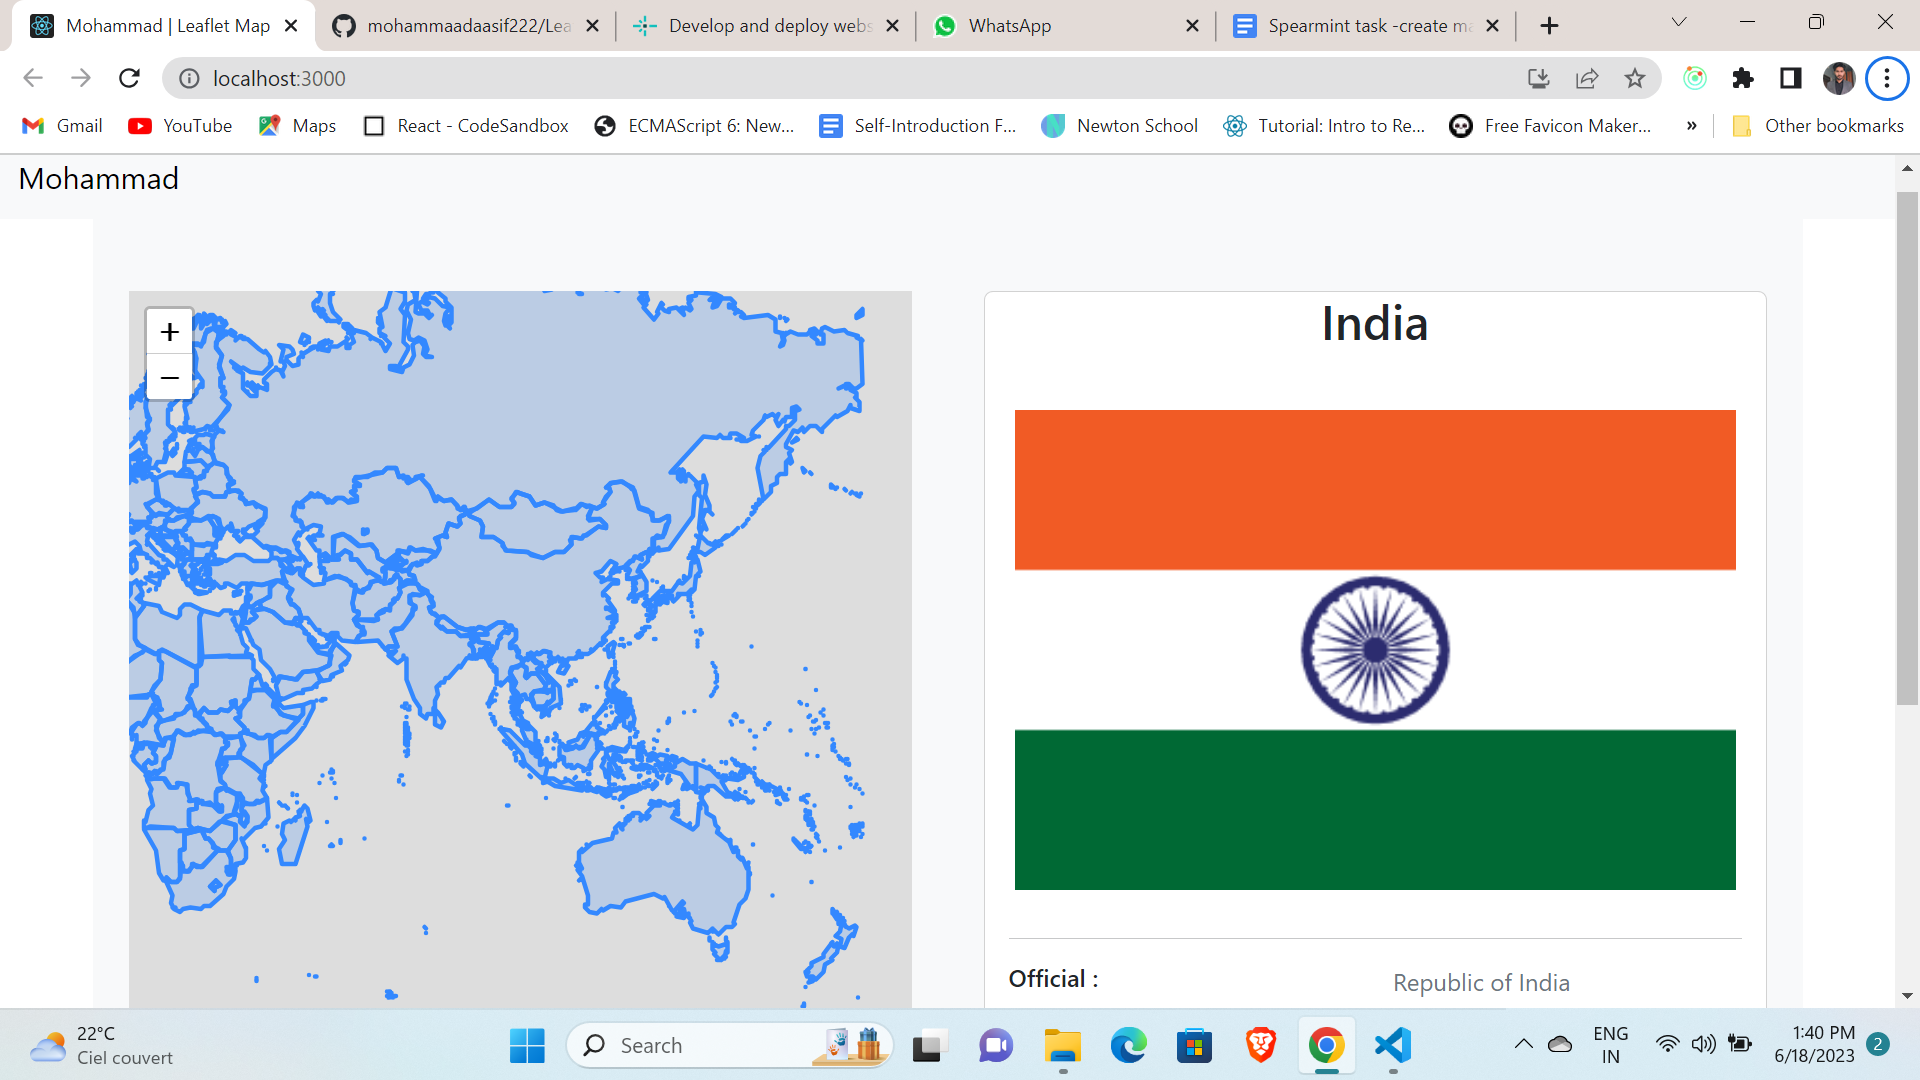 Mohammad | Leaflet Map
mohammaadaasif222/Lea
Develop and deploy webs
WhatsApp
Spearmint task -create ma
localhost:3000
Gmail
YouTube
Maps
React - CodeSandbox
ECMAScript 6: New...
Self-Introduction F...
Newton School
Tutorial: Intro to Re...
Free Favicon Maker...
»
Other bookmarks
Mohammad
+
−
India
Official :
Republic of India
22°C
Ciel couvert
Search
ENG
IN
1:40 PM
6/18/2023
2